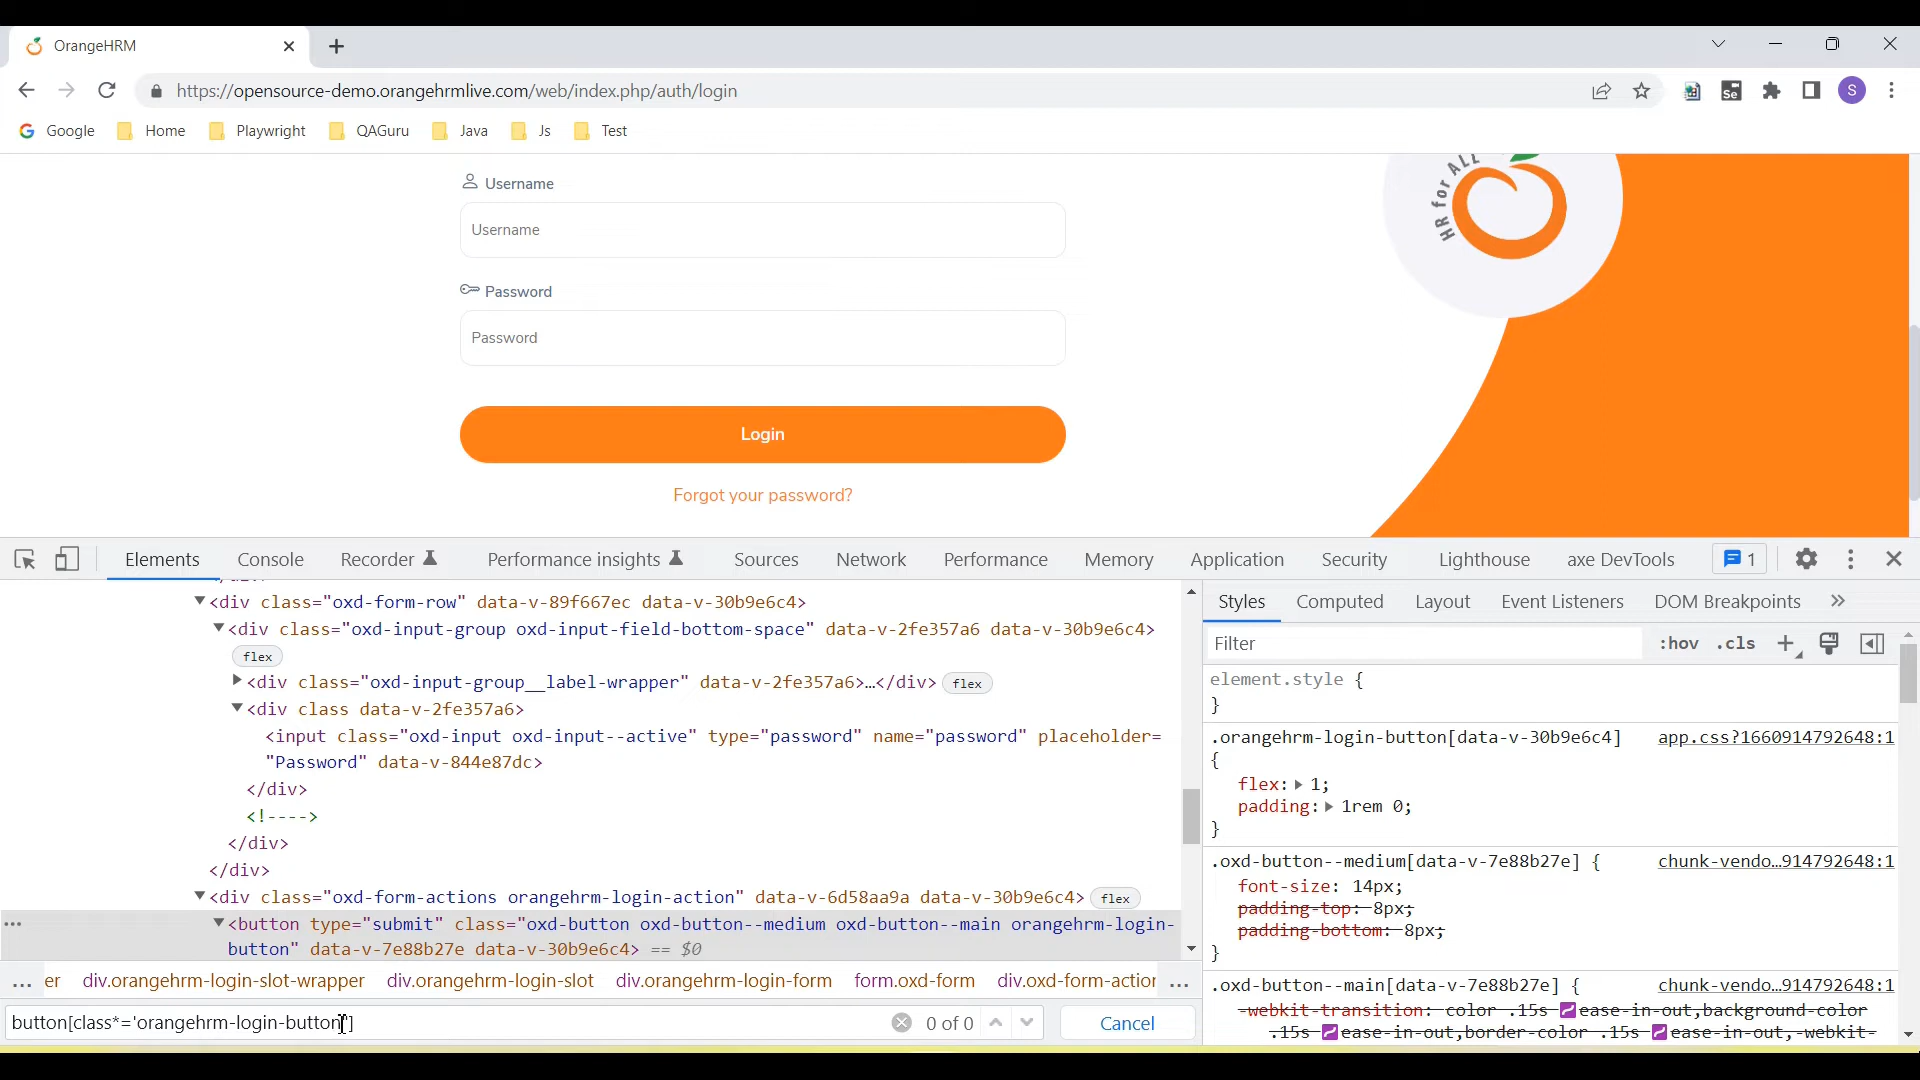 OrangeHRM
https://opensource-demo.orangehrmlive.com/web/index.php/auth/login
Se
S
Google Home Playwright QAGuru Java Js Test
Username
Username
Password
Password
Login
Forgot your password?
HR for ALL
Elements Console Recorder Performance insights Sources Network Performance Memory Application Security Lighthouse axe DevTools 1
<div class="oxd-form-row" data-v-89f667ec data-v-30b9e6c4>
<div class="oxd-input-group oxd-input-field-bottom-space" data-v-2fe357a6 data-v-30b9e6c4>
flex
<div class="oxd-input-group__label-wrapper" data-v-2fe357a6>…</div> flex
<div class data-v-2fe357a6>
<input class="oxd-input oxd-input--active" type="password" name="password" placeholder=
"Password" data-v-844e87dc>
</div>
<!---->
</div>
</div>
<div class="oxd-form-actions orangehrm-login-action" data-v-6d58aa9a data-v-30b9e6c4> flex
… <button type="submit" class="oxd-button oxd-button--medium oxd-button--main orangehrm-login-
button" data-v-7e88b27e data-v-30b9e6c4> == $0
… er div.orangehrm-login-slot-wrapper div.orangehrm-login-slot div.orangehrm-login-form form.oxd-form div.oxd-form-action …
button[class*='orangehrm-login-button']
0 of 0
Cancel
Styles Computed Layout Event Listeners DOM Breakpoints »
Filter :hov .cls +
element.style {
}
.orangehrm-login-button[data-v-30b9e6c4] app.css?1660914792648:1
{
flex: 1;
padding: 1rem 0;
}
.oxd-button--medium[data-v-7e88b27e] { chunk-vendo…914792648:1
font-size: 14px;
padding-top: 8px;
padding-bottom: 8px;
}
.oxd-button--main[data-v-7e88b27e] { chunk-vendo…914792648:1
-webkit-transition: color .15s ease-in-out,background-color
.15s ease-in-out,border-color .15s ease-in-out,-webkit-